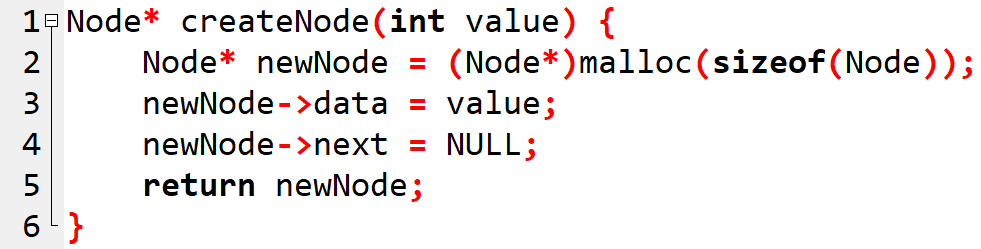 1 Node* createNode(int value) {
2     Node* newNode = (Node*)malloc(sizeof(Node));
3     newNode->data = value;
4     newNode->next = NULL;
5     return newNode;
6 }